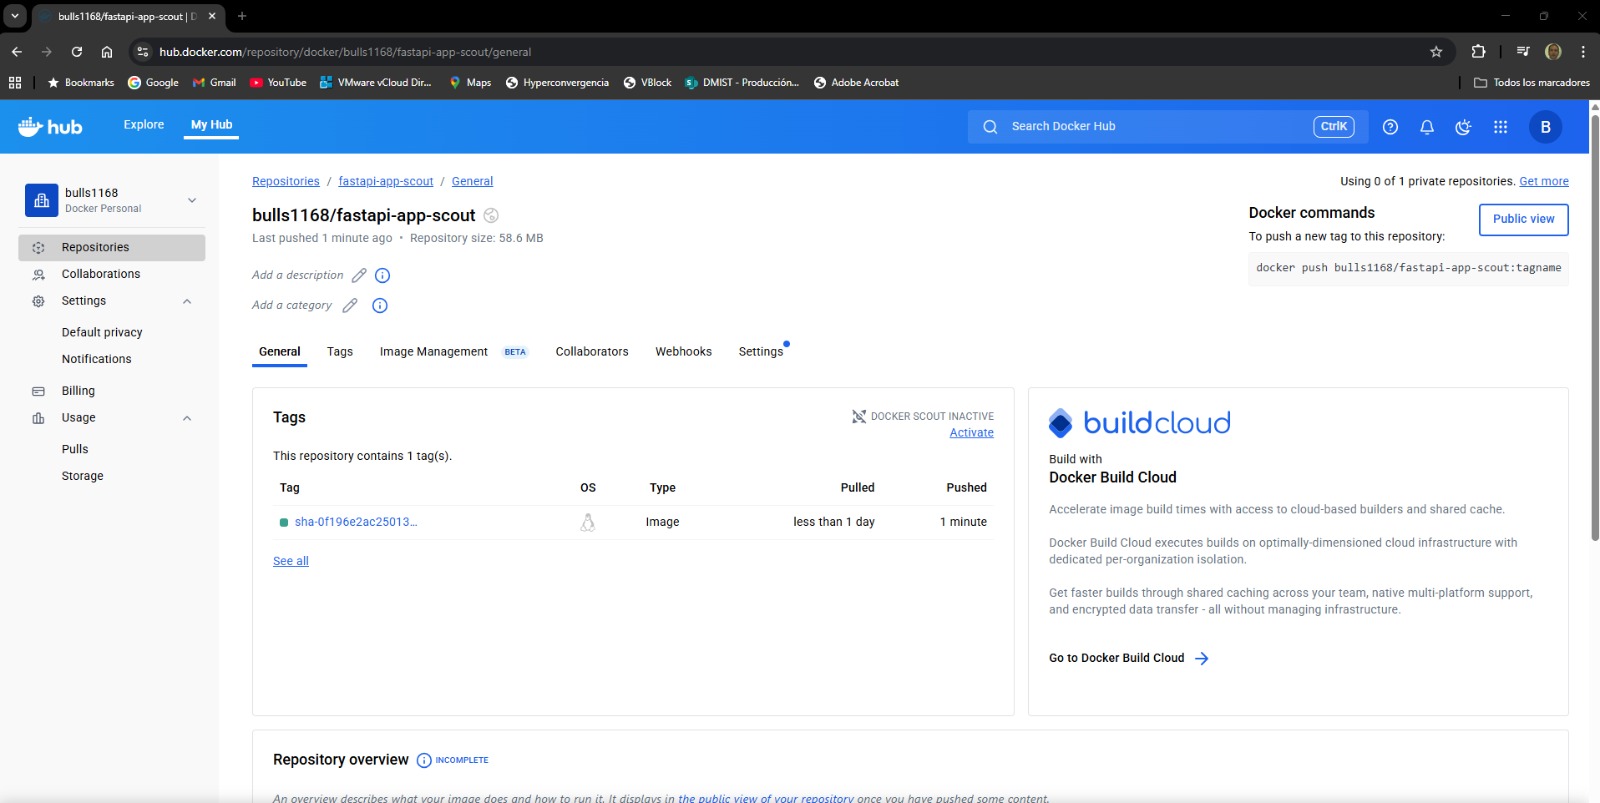 bulls1168/fastapi-app-scout | D
hub.docker.com/repository/docker/bulls1168/fastapi-app-scout/general
Bookmarks Google Gmail YouTube VMware vCloud Dir... Maps Hyperconvergencia VBlock DMIST - Producción... Adobe Acrobat Todos los marcadores
hub Explore My Hub Search Docker Hub CtrlK B
bulls1168
Docker Personal
Repositories
Collaborations
Settings
Default privacy
Notifications
Billing
Usage
Pulls
Storage
Repositories / fastapi-app-scout / General
Using 0 of 1 private repositories. Get more
bulls1168/fastapi-app-scout
Last pushed 1 minute ago • Repository size: 58.6 MB
Add a description
Add a category
Docker commands
Public view
To push a new tag to this repository:
docker push bulls1168/fastapi-app-scout:tagname
General Tags Image Management BETA Collaborators Webhooks Settings
Tags
DOCKER SCOUT INACTIVE
Activate
This repository contains 1 tag(s).
Tag OS Type Pulled Pushed
sha-0f196e2ac25013... Image less than 1 day 1 minute
See all
buildcloud
Build with
Docker Build Cloud
Accelerate image build times with access to cloud-based builders and shared cache.
Docker Build Cloud executes builds on optimally-dimensioned cloud infrastructure with
dedicated per-organization isolation.
Get faster builds through shared caching across your team, native multi-platform support,
and encrypted data transfer - all without managing infrastructure.
Go to Docker Build Cloud
Repository overview INCOMPLETE
An overview describes what your image does and how to run it. It displays in the public view of your repository once you have pushed some content.